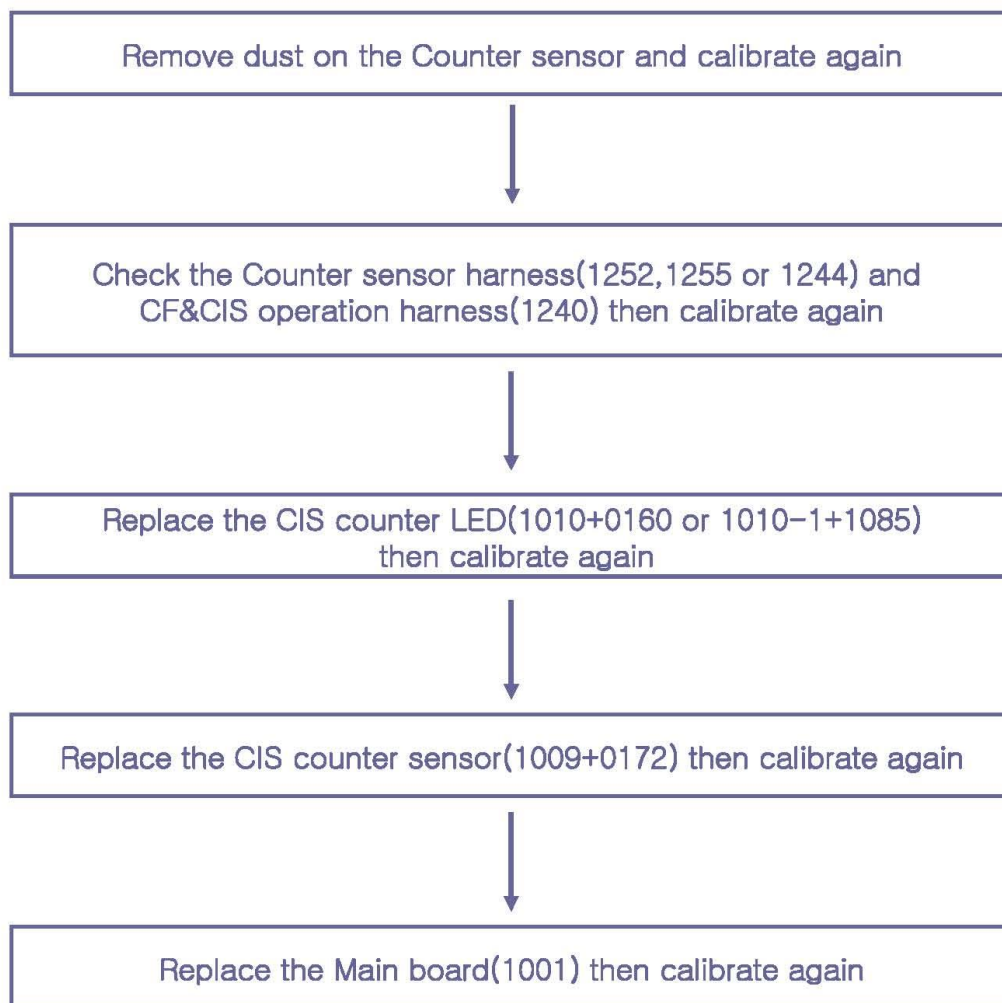 Remove dust on the Counter sensor and calibrate again
Check the Counter sensor harness(1252,1255 or 1244) and
CF&CIS operation harness(1240) then calibrate again
Replace the CIS counter LED(1010+0160 or 1010-1+1085)
then calibrate again
Replace the CIS counter sensor(1009+0172) then calibrate again
Replace the Main board(1001) then calibrate again